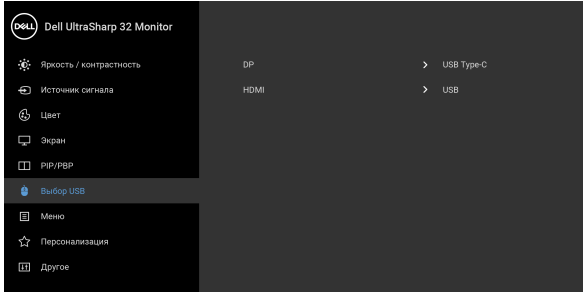 DELL Dell UltraSharp 32 Monitor
Яркость / контрастность DP USB Type-C
Источник сигнала HDMI USB
Цвет
Экран
PIP/PBP
Выбор USB
Меню
Персонализация
Другое